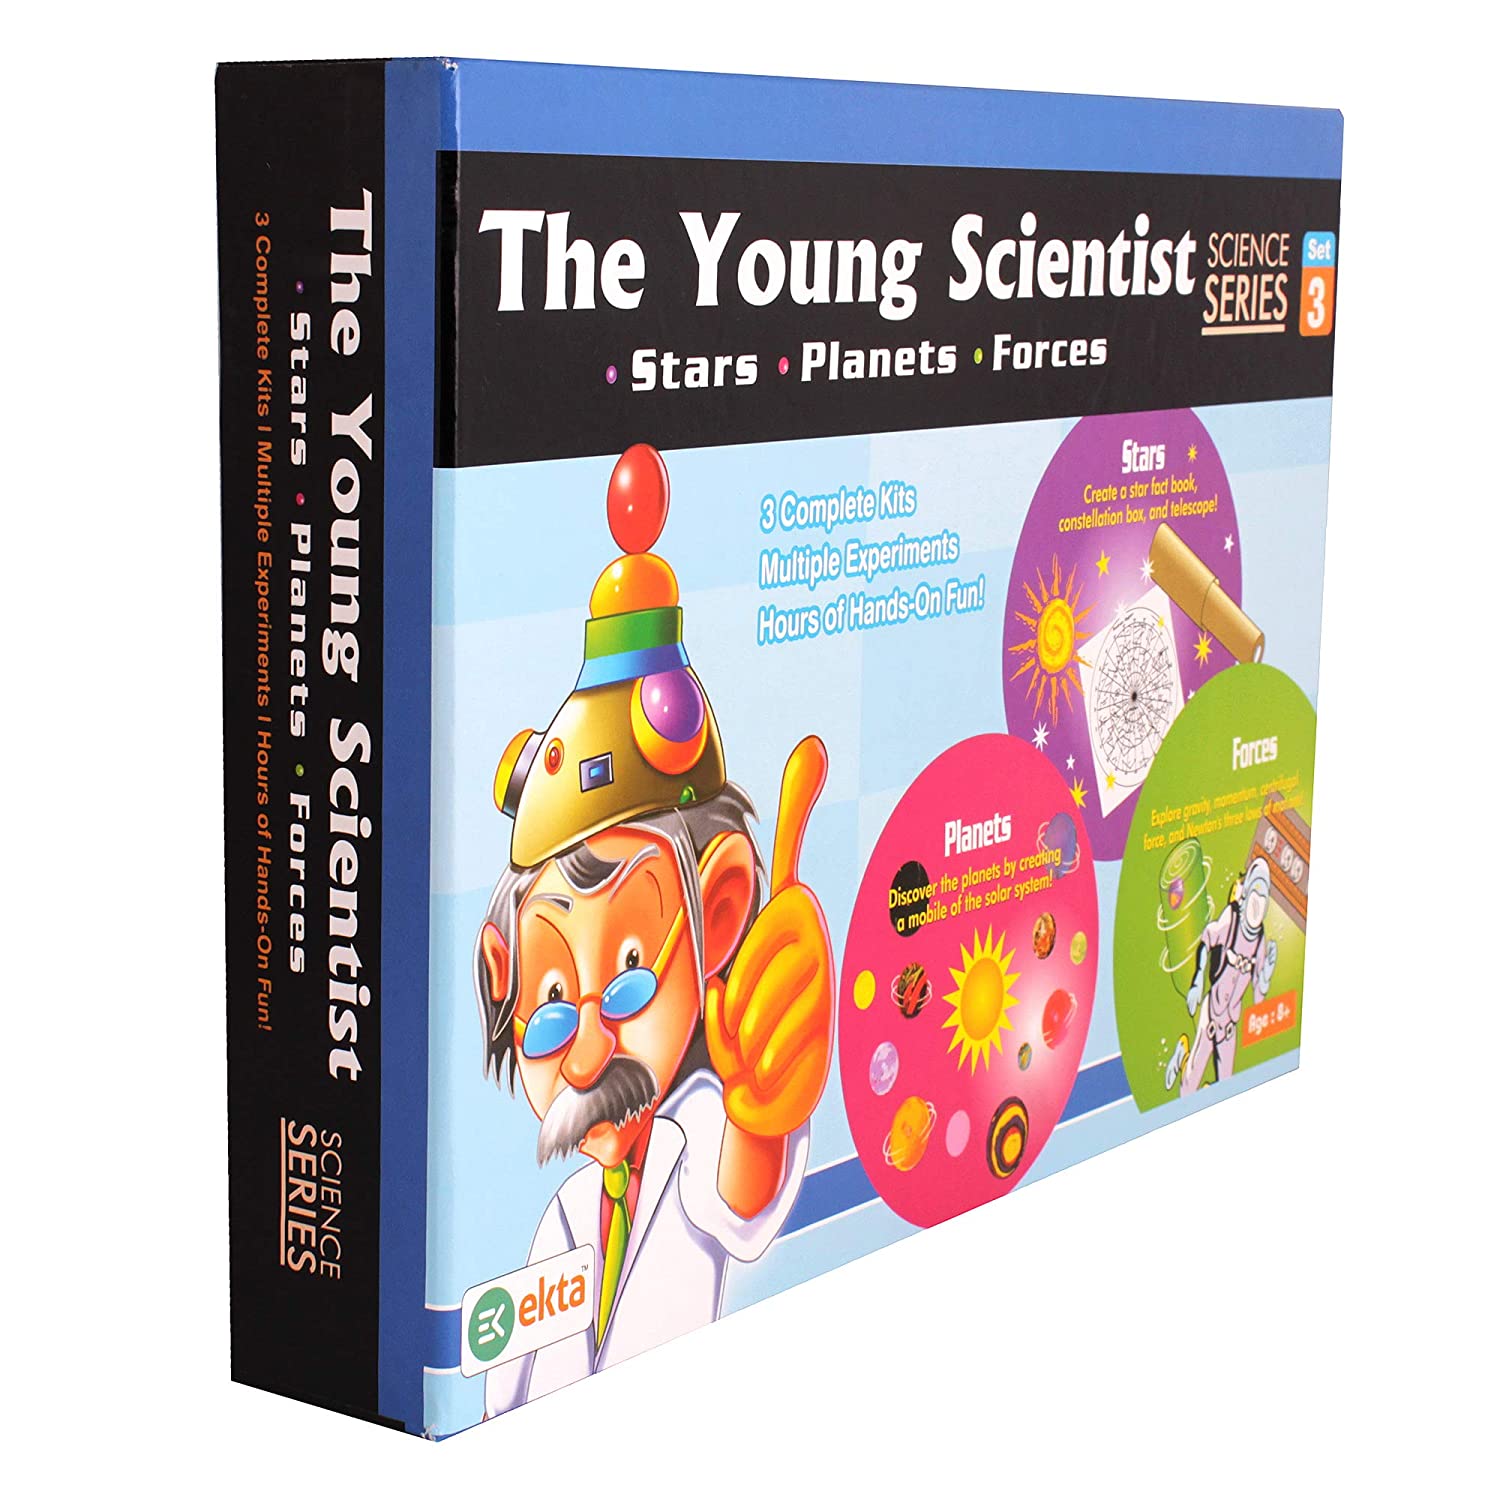 The Young Scientist
SCIENCE
SERIES
Set
3
• Stars • Planets • Forces
3 Complete Kits
Multiple Experiments
Hours of Hands-On Fun!
Stars
Create a star fact book,
constellation box, and telescope!
Forces
Explore gravity, momentum, centrifugal
force, and Newton's three laws of motion!
Age : 8+
Planets
Discover the planets by creating
a mobile of the solar system!
EK ekta™
The Young Scientist
SCIENCE
SERIES
• Stars • Planets • Forces
3 Complete Kits | Multiple Experiments | Hours of Hands-On Fun!